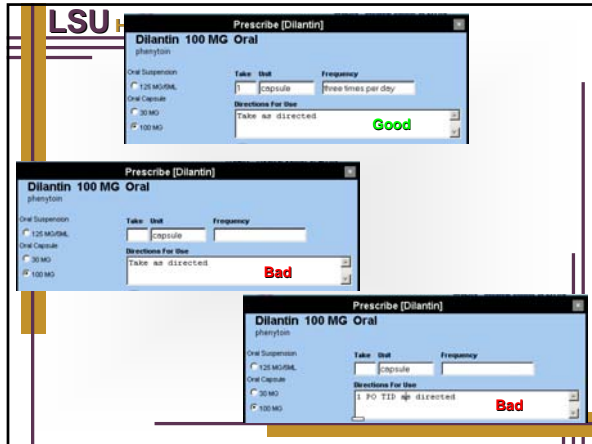 LSU H
Prescribe [Dilantin]
Dilantin 100 MG Oral
phenytoin
Oral Suspension
125 MG/5ML
Oral Capsule
30 MG
100 MG
Take Unit Frequency
1 capsule three times per day
Directions For Use
Take as directed
Good
Prescribe [Dilantin]
Dilantin 100 MG Oral
phenytoin
Oral Suspension
125 MG/5ML
Oral Capsule
30 MG
100 MG
Take Unit Frequency
capsule
Directions For Use
Take as directed
Bad
Prescribe [Dilantin]
Dilantin 100 MG Oral
phenytoin
Oral Suspension
125 MG/5ML
Oral Capsule
30 MG
100 MG
Take Unit Frequency
capsule
Directions For Use
1 PO TID as directed
Bad